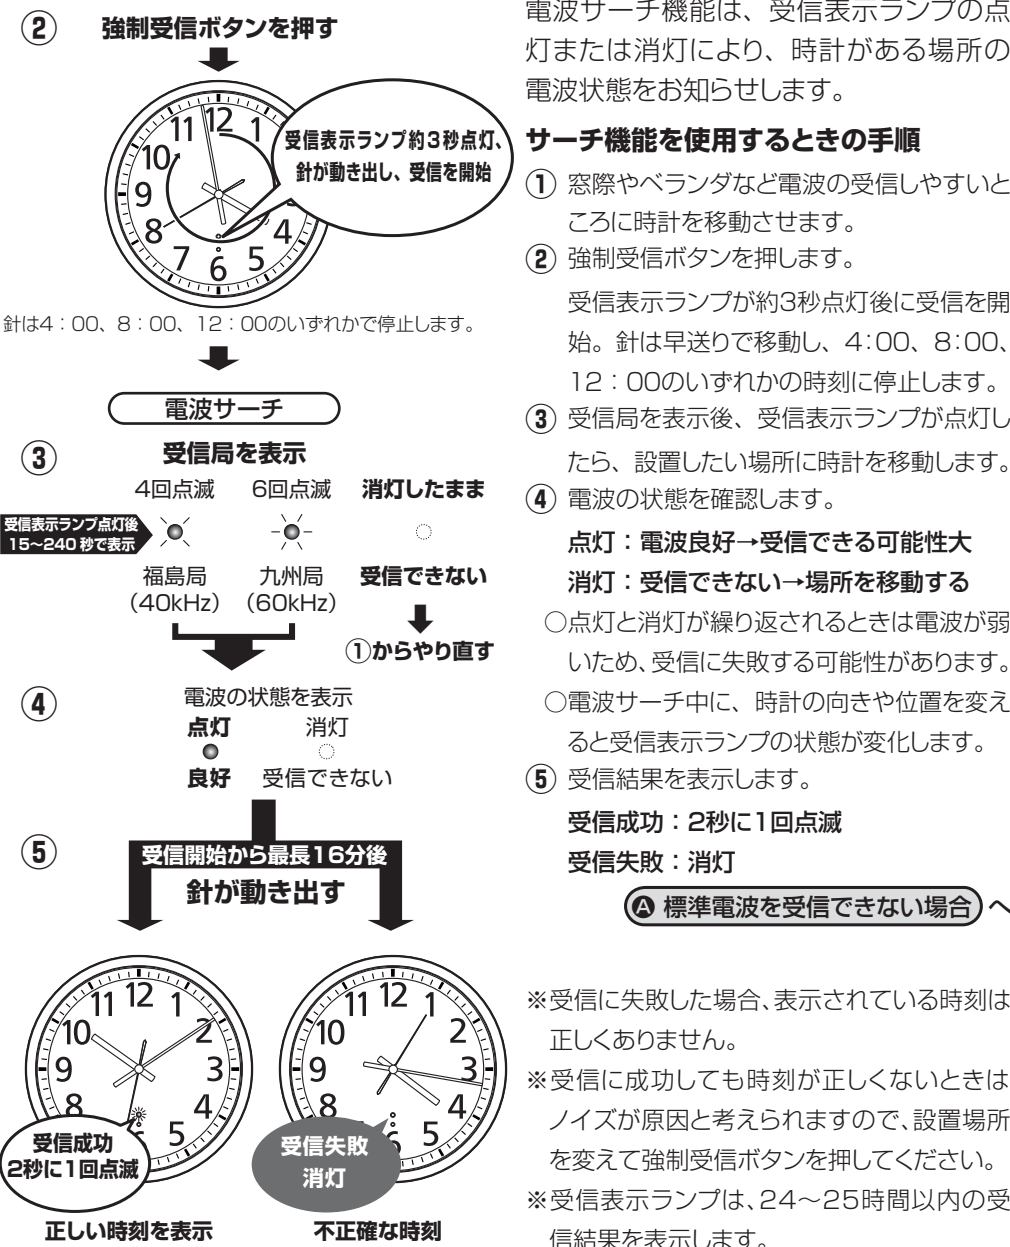 ② 強制受信ボタンを押す
11 12 1
10
9
8 4
7 6 5
受信表示ランプ約3秒点灯、
針が動き出し、受信を開始
針は4：00、8：00、12：00のいずれかで停止します。
電波サーチ
③ 受信局を表示
4回点滅 6回点滅 消灯したまま
受信表示ランプ点灯後
15～240 秒で表示
福島局 九州局 受信できない
（40kHz） （60kHz）
①からやり直す
④ 電波の状態を表示
点灯 消灯
良好 受信できない
⑤ 受信開始から最長16分後
針が動き出す
11 12 1
10 2
9 3
8 4
5
受信成功
2秒に1回点滅
正しい時刻を表示
11 12 1
10 2
9 3
8 4
6 5
受信失敗
消灯
不正確な時刻
電波サーチ機能は、受信表示ランプの点
灯または消灯により、時計がある場所の
電波状態をお知らせします。
サーチ機能を使用するときの手順
① 窓際やベランダなど電波の受信しやすいと
ころに時計を移動させます。
② 強制受信ボタンを押します。
受信表示ランプが約3秒点灯後に受信を開
始。針は早送りで移動し、4：00、8：00、
12：00のいずれかの時刻に停止します。
③ 受信局を表示後、受信表示ランプが点灯し
たら、設置したい場所に時計を移動します。
④ 電波の状態を確認します。
点灯：電波良好→受信できる可能性大
消灯：受信できない→場所を移動する
○点灯と消灯が繰り返されるときは電波が弱
いため、受信に失敗する可能性があります。
○電波サーチ中に、時計の向きや位置を変え
ると受信表示ランプの状態が変化します。
⑤ 受信結果を表示します。
受信成功：2秒に1回点滅
受信失敗：消灯
Ⓐ 標準電波を受信できない場合 へ
※受信に失敗した場合、表示されている時刻は
正しくありません。
※受信に成功しても時刻が正しくないときは
ノイズが原因と考えられますので、設置場所
を変えて強制受信ボタンを押してください。
※受信表示ランプは、24～25時間以内の受
信結果を表示します。